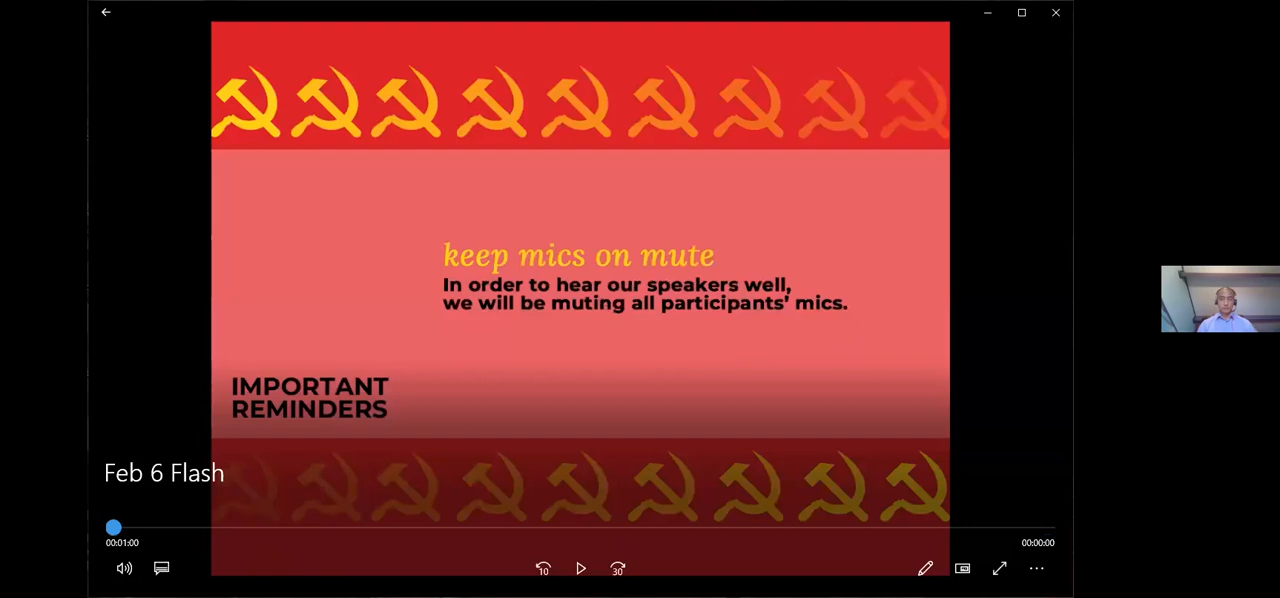 keep mics on mute
In order to hear our speakers well,
we will be muting all participants' mics.
IMPORTANT
REMINDERS
Feb 6 Flash
00:01:00
00:00:00
10
30